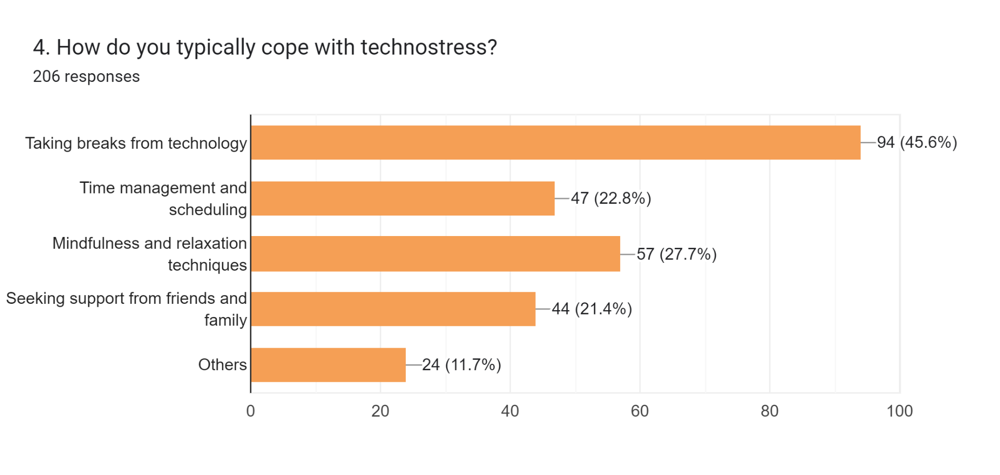 4. How do you typically cope with technostress?
206 responses
Taking breaks from technology
94 (45.6%)
Time management and
scheduling
47 (22.8%)
Mindfulness and relaxation
techniques
57 (27.7%)
Seeking support from friends and
family
44 (21.4%)
Others
24 (11.7%)
0 20 40 60 80 100